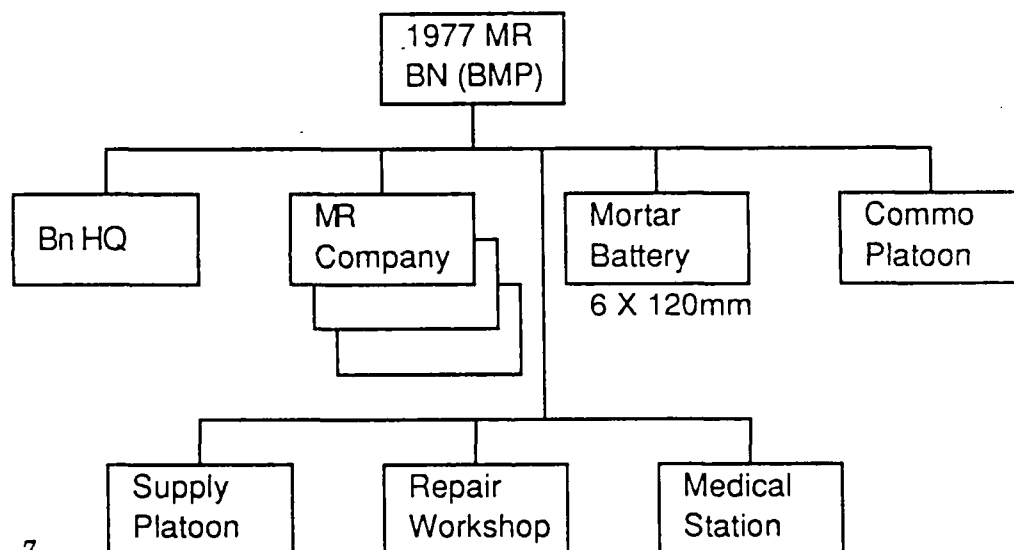 1977 MR
BN (BMP)
Bn HQ
MR
Company
Mortar
Battery
6 X 120mm
Commo
Platoon
Supply
Platoon
Repair
Workshop
Medical
Station
7